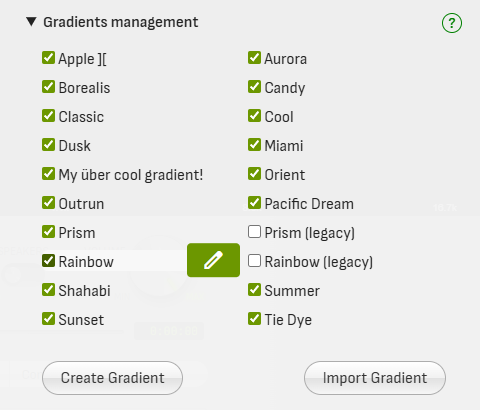 ▼ Gradients management ?
Apple ][ Aurora
Borealis Candy
Classic Cool
Dusk Miami
My über cool gradient! Orient
Outrun Pacific Dream
Prism Prism (legacy)
Rainbow Rainbow (legacy)
Shahabi Summer
Sunset Tie Dye
Create Gradient Import Gradient